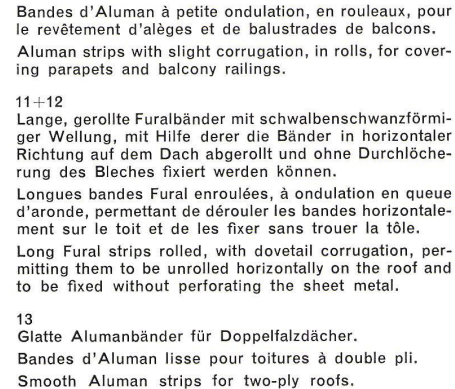 Bandes d'Aluman à petite ondulation, en rouleaux, pour
le revêtement d'alèges et de balustrades de balcons.
Aluman strips with slight corrugation, in rolls, for cover-
ing parapets and balcony railings.
11+12
Lange, gerollte Furalbänder mit schwalbenschwanzförmi-
ger Wellung, mit Hilfe derer die Bänder in horizontaler
Richtung auf dem Dach abgerollt und ohne Durchlöche-
rung des Bleches fixiert werden können.
Longues bandes Fural enroulées, à ondulation en queue
d'aronde, permettant de dérouler les bandes horizontale-
ment sur le toit et de les fixer sans trouer la tôle.
Long Fural strips rolled, with dovetail corrugation, per-
mitting them to be unrolled horizontally on the roof and
to be fixed without perforating the sheet metal.
13
Glatte Alumanbänder für Doppelfalzdächer.
Bandes d'Aluman lisse pour toitures à double pli.
Smooth Aluman strips for two-ply roofs.